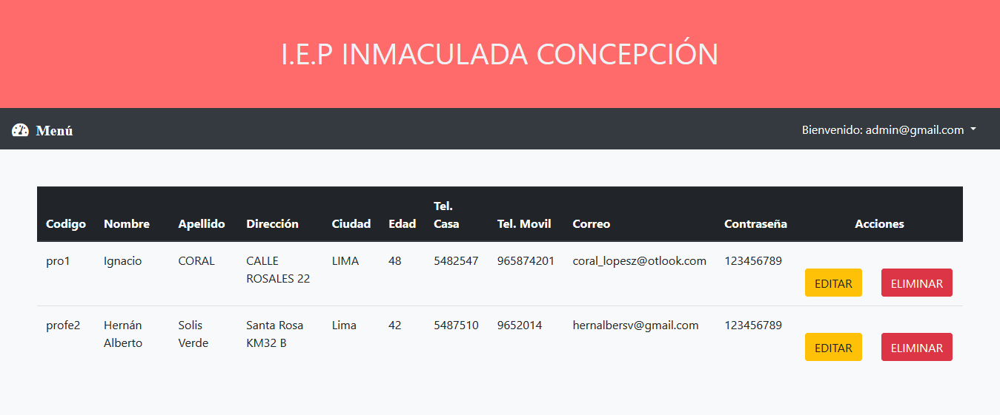 I.E.P INMACULADA CONCEPCIÓN
Menú Bienvenido: admin@gmail.com
Tel.
Codigo Nombre Apellido Dirección Ciudad Edad Casa Tel. Movil Correo Contraseña Acciones
pro1 Ignacio CORAL CALLE LIMA 48 5482547 965874201 coral_lopesz@otlook.com 123456789
ROSALES 22
EDITAR ELIMINAR
profe2 Hernán Solis Santa Rosa Lima 42 5487510 9652014 hernalbersv@gmail.com 123456789
Alberto Verde KM32 B
EDITAR ELIMINAR